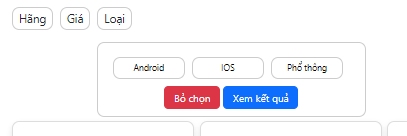 Hãng Giá Loại
Android IOS Phổ thông
Bỏ chọn Xem kết quả